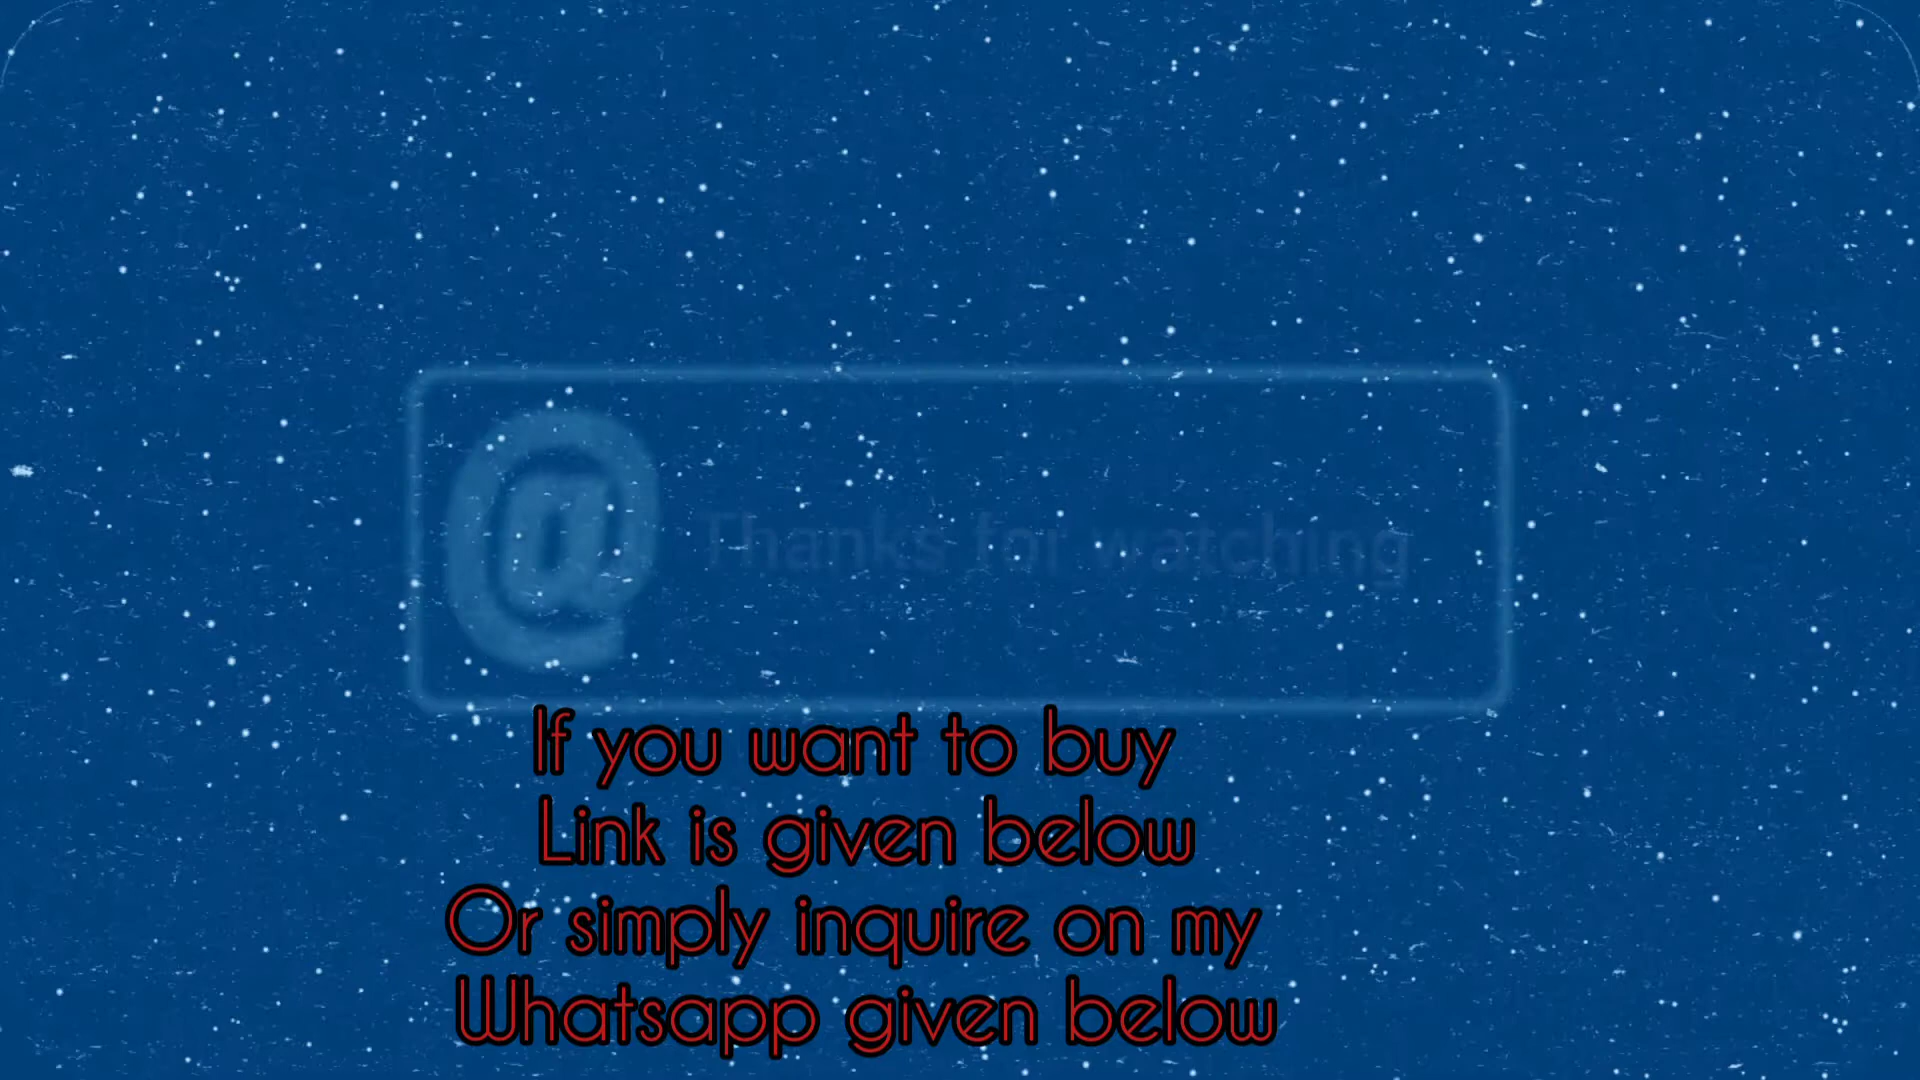 @ Thanks for watching
If you want to buy
Link is given below
Or simply inquire on my
Whatsapp given below